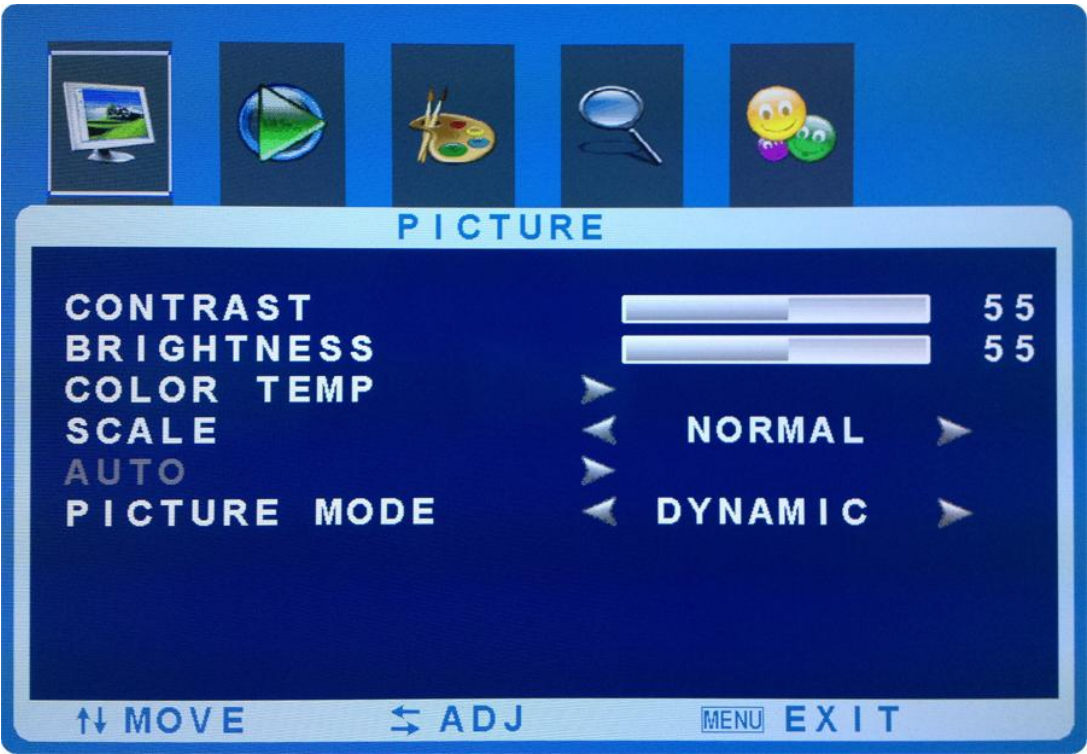 PICTURE
CONTRAST 55
BRIGHTNESS 55
COLOR TEMP
SCALE NORMAL
AUTO
PICTURE MODE DYNAMIC
MOVE ADJ MENU EXIT